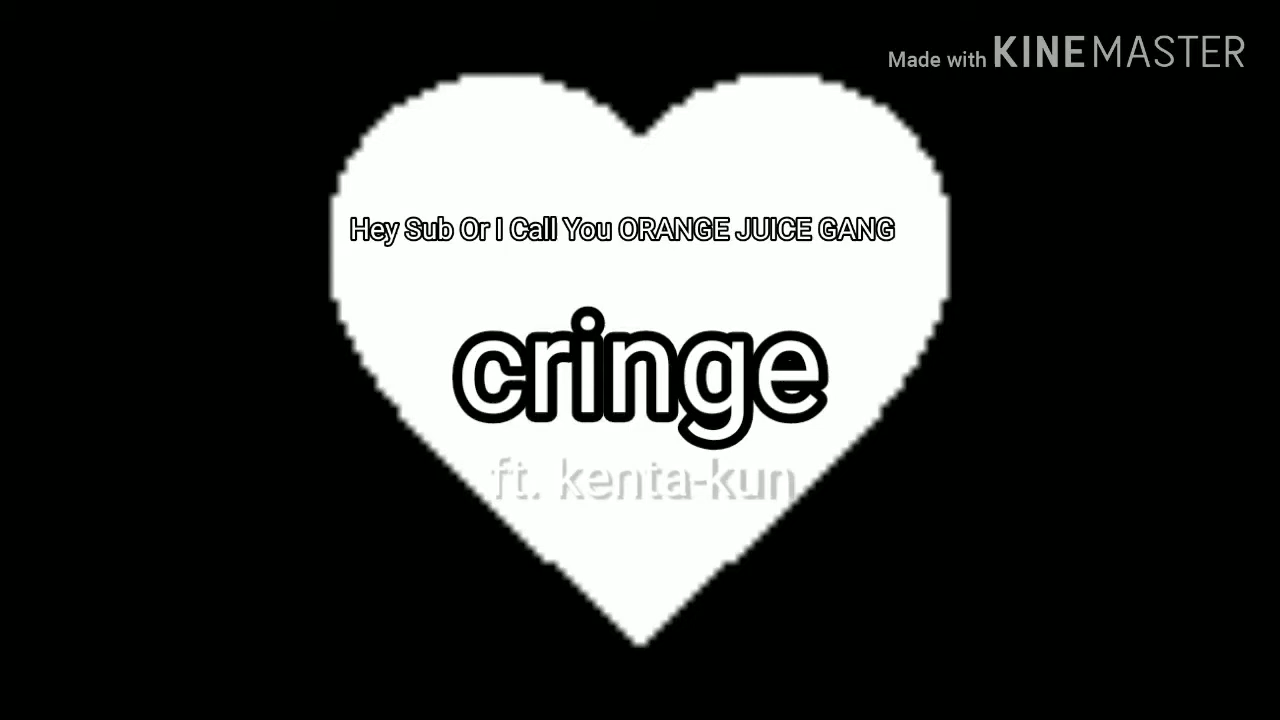 Made with KINEMASTER
Hey Sub Or I Call You ORANGE JUICE GANG
cringe
ft. kenta-kun